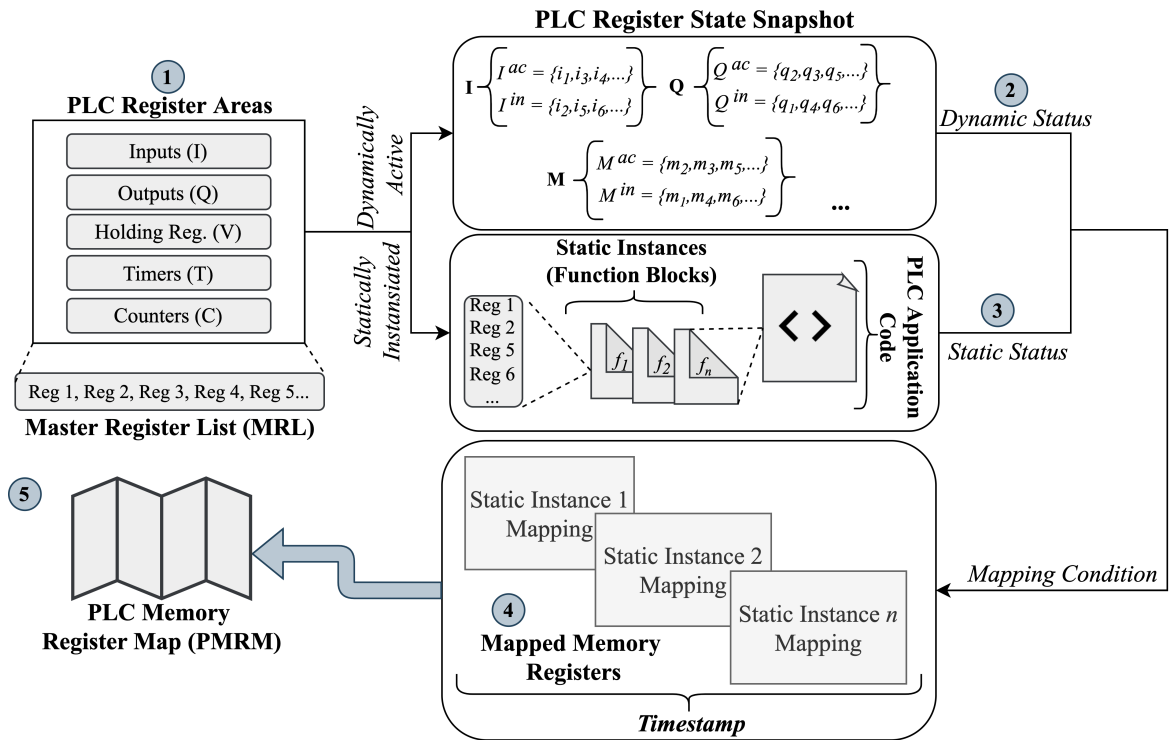 PLC Register State Snapshot
1
PLC Register Areas
Inputs (I)
Outputs (Q)
Holding Reg. (V)
Timers (T)
Counters (C)
Reg 1, Reg 2, Reg 3, Reg 4, Reg 5...
Master Register List (MRL)
Dynamically
Active
Statically
Instansiated
I
I^ac = {i1,i3,i4,...}
I^in = {i2,i5,i6,...}
Q
Q^ac = {q2,q3,q5,...}
Q^in = {q1,q4,q6,...}
M
M^ac = {m2,m3,m5,...}
M^in = {m1,m4,m6,...}
...
2
Dynamic Status
Static Instances
(Function Blocks)
Reg 1
Reg 2
Reg 5
Reg 6
...
f1
f2
fn
< >
PLC Application
Code
3
Static Status
Mapping Condition
Static Instance 1
Mapping
Static Instance 2
Mapping
Static Instance n
Mapping
4
Mapped Memory
Registers
Timestamp
5
PLC Memory
Register Map (PMRM)